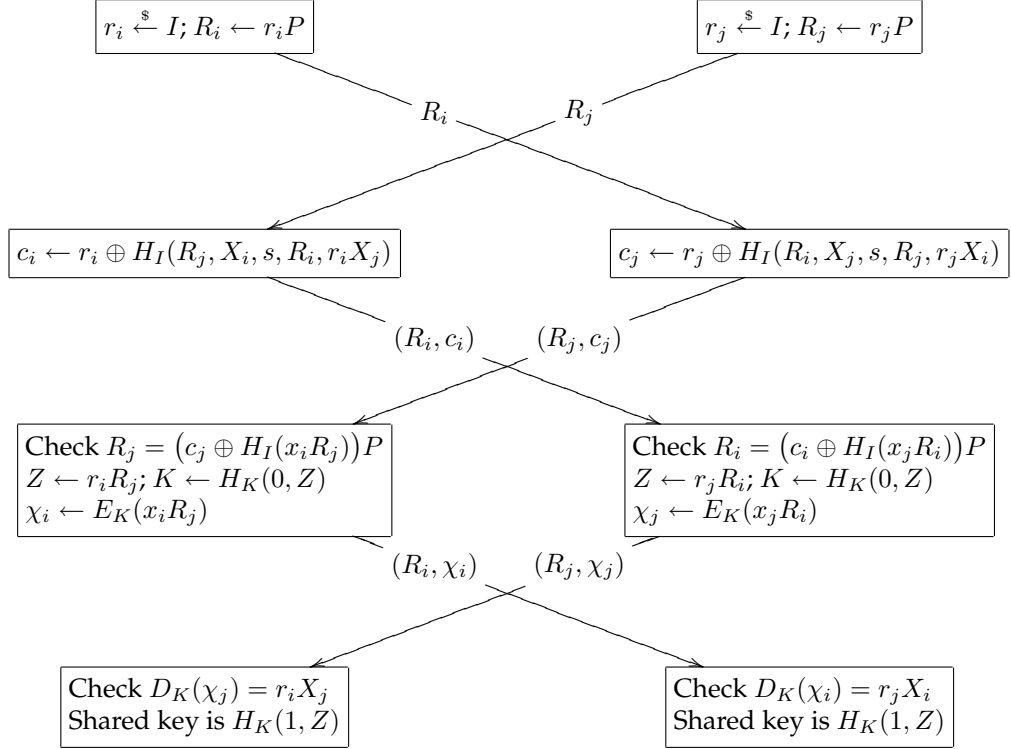 r_i ←$ I; R_i ← r_iP
r_j ←$ I; R_j ← r_jP
R_i
R_j
c_i ← r_i ⊕ H_I(R_j, X_i, s, R_i, r_iX_j)
c_j ← r_j ⊕ H_I(R_i, X_j, s, R_j, r_jX_i)
(R_i, c_i)
(R_j, c_j)
Check R_j = (c_j ⊕ H_I(x_iR_j))P
Z ← r_iR_j; K ← H_K(0, Z)
χ_i ← E_K(x_iR_j)
Check R_i = (c_i ⊕ H_I(x_jR_i))P
Z ← r_jR_i; K ← H_K(0, Z)
χ_j ← E_K(x_jR_i)
(R_i, χ_i)
(R_j, χ_j)
Check D_K(χ_j) = r_iX_j
Shared key is H_K(1, Z)
Check D_K(χ_i) = r_jX_i
Shared key is H_K(1, Z)